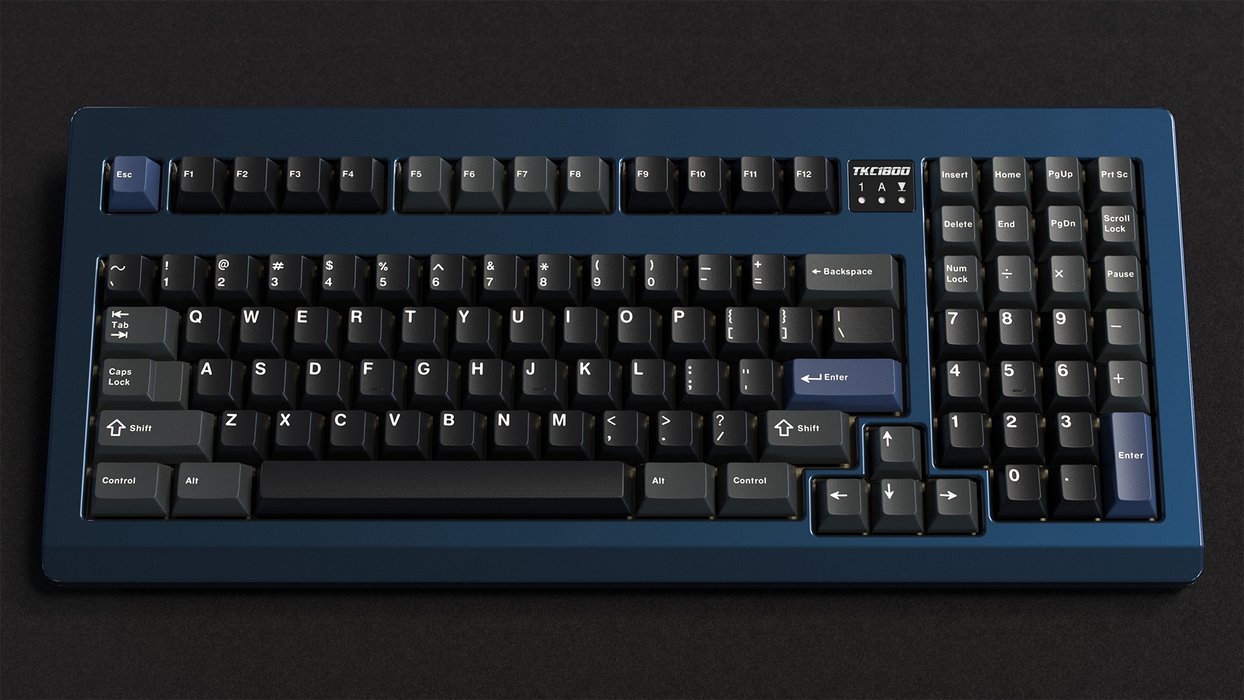 Esc F1 F2 F3 F4 F5 F6 F7 F8 F9 F10 F11 F12
TKC1800
1 A
Insert Home PgUp Prt Sc
Delete End PgDn Scroll
Lock
~ ! @ # $ % ^ & * ( ) _ + ← Backspace
` 1 2 3 4 5 6 7 8 9 0 - =
Num
Lock ÷ × Pause
Tab Q W E R T Y U I O P { } |
[ ] \
7 8 9 −
Caps
Lock A S D F G H J K L : " Enter
; '
4 5 6 +
Shift Z X C V B N M < > ? Shift
, . /
↑
1 2 3 Enter
Control Alt Alt Control
← ↓ →
0 .